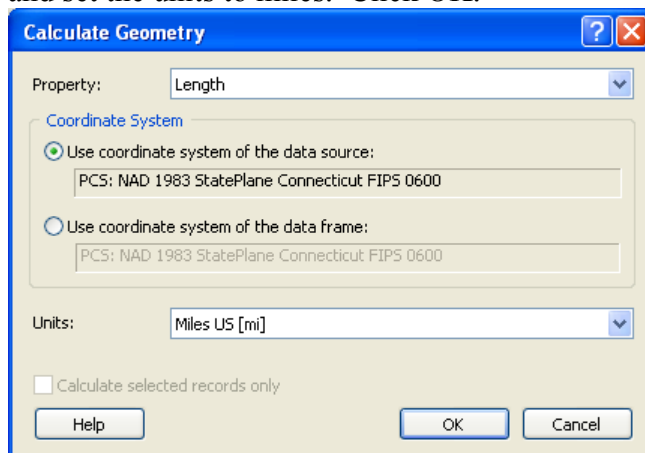 Calculate Geometry
Property: Length
Coordinate System
Use coordinate system of the data source:
PCS: NAD 1983 StatePlane Connecticut FIPS 0600
Use coordinate system of the data frame:
PCS: NAD 1983 StatePlane Connecticut FIPS 0600
Units: Miles US [mi]
Calculate selected records only
Help OK Cancel